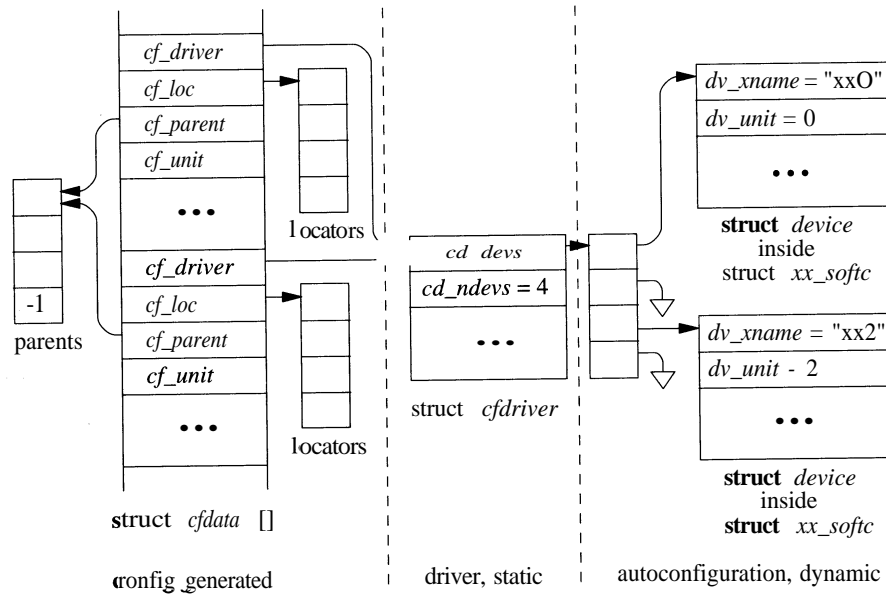 cf_driver
cf_loc
cf_parent
cf_unit
•••
locators
cf_driver
cf_loc
cf_parent
cf_unit
•••
locators
-1
parents
struct cfdata []
config generated
cd devs
cd_ndevs = 4
•••
struct cfdriver
driver, static
dv_xname = "xxO"
dv_unit = 0
•••
struct device
inside
struct xx_softc
dv_xname = "xx2"
dv_unit - 2
•••
struct device
inside
struct xx_softc
autoconfiguration, dynamic